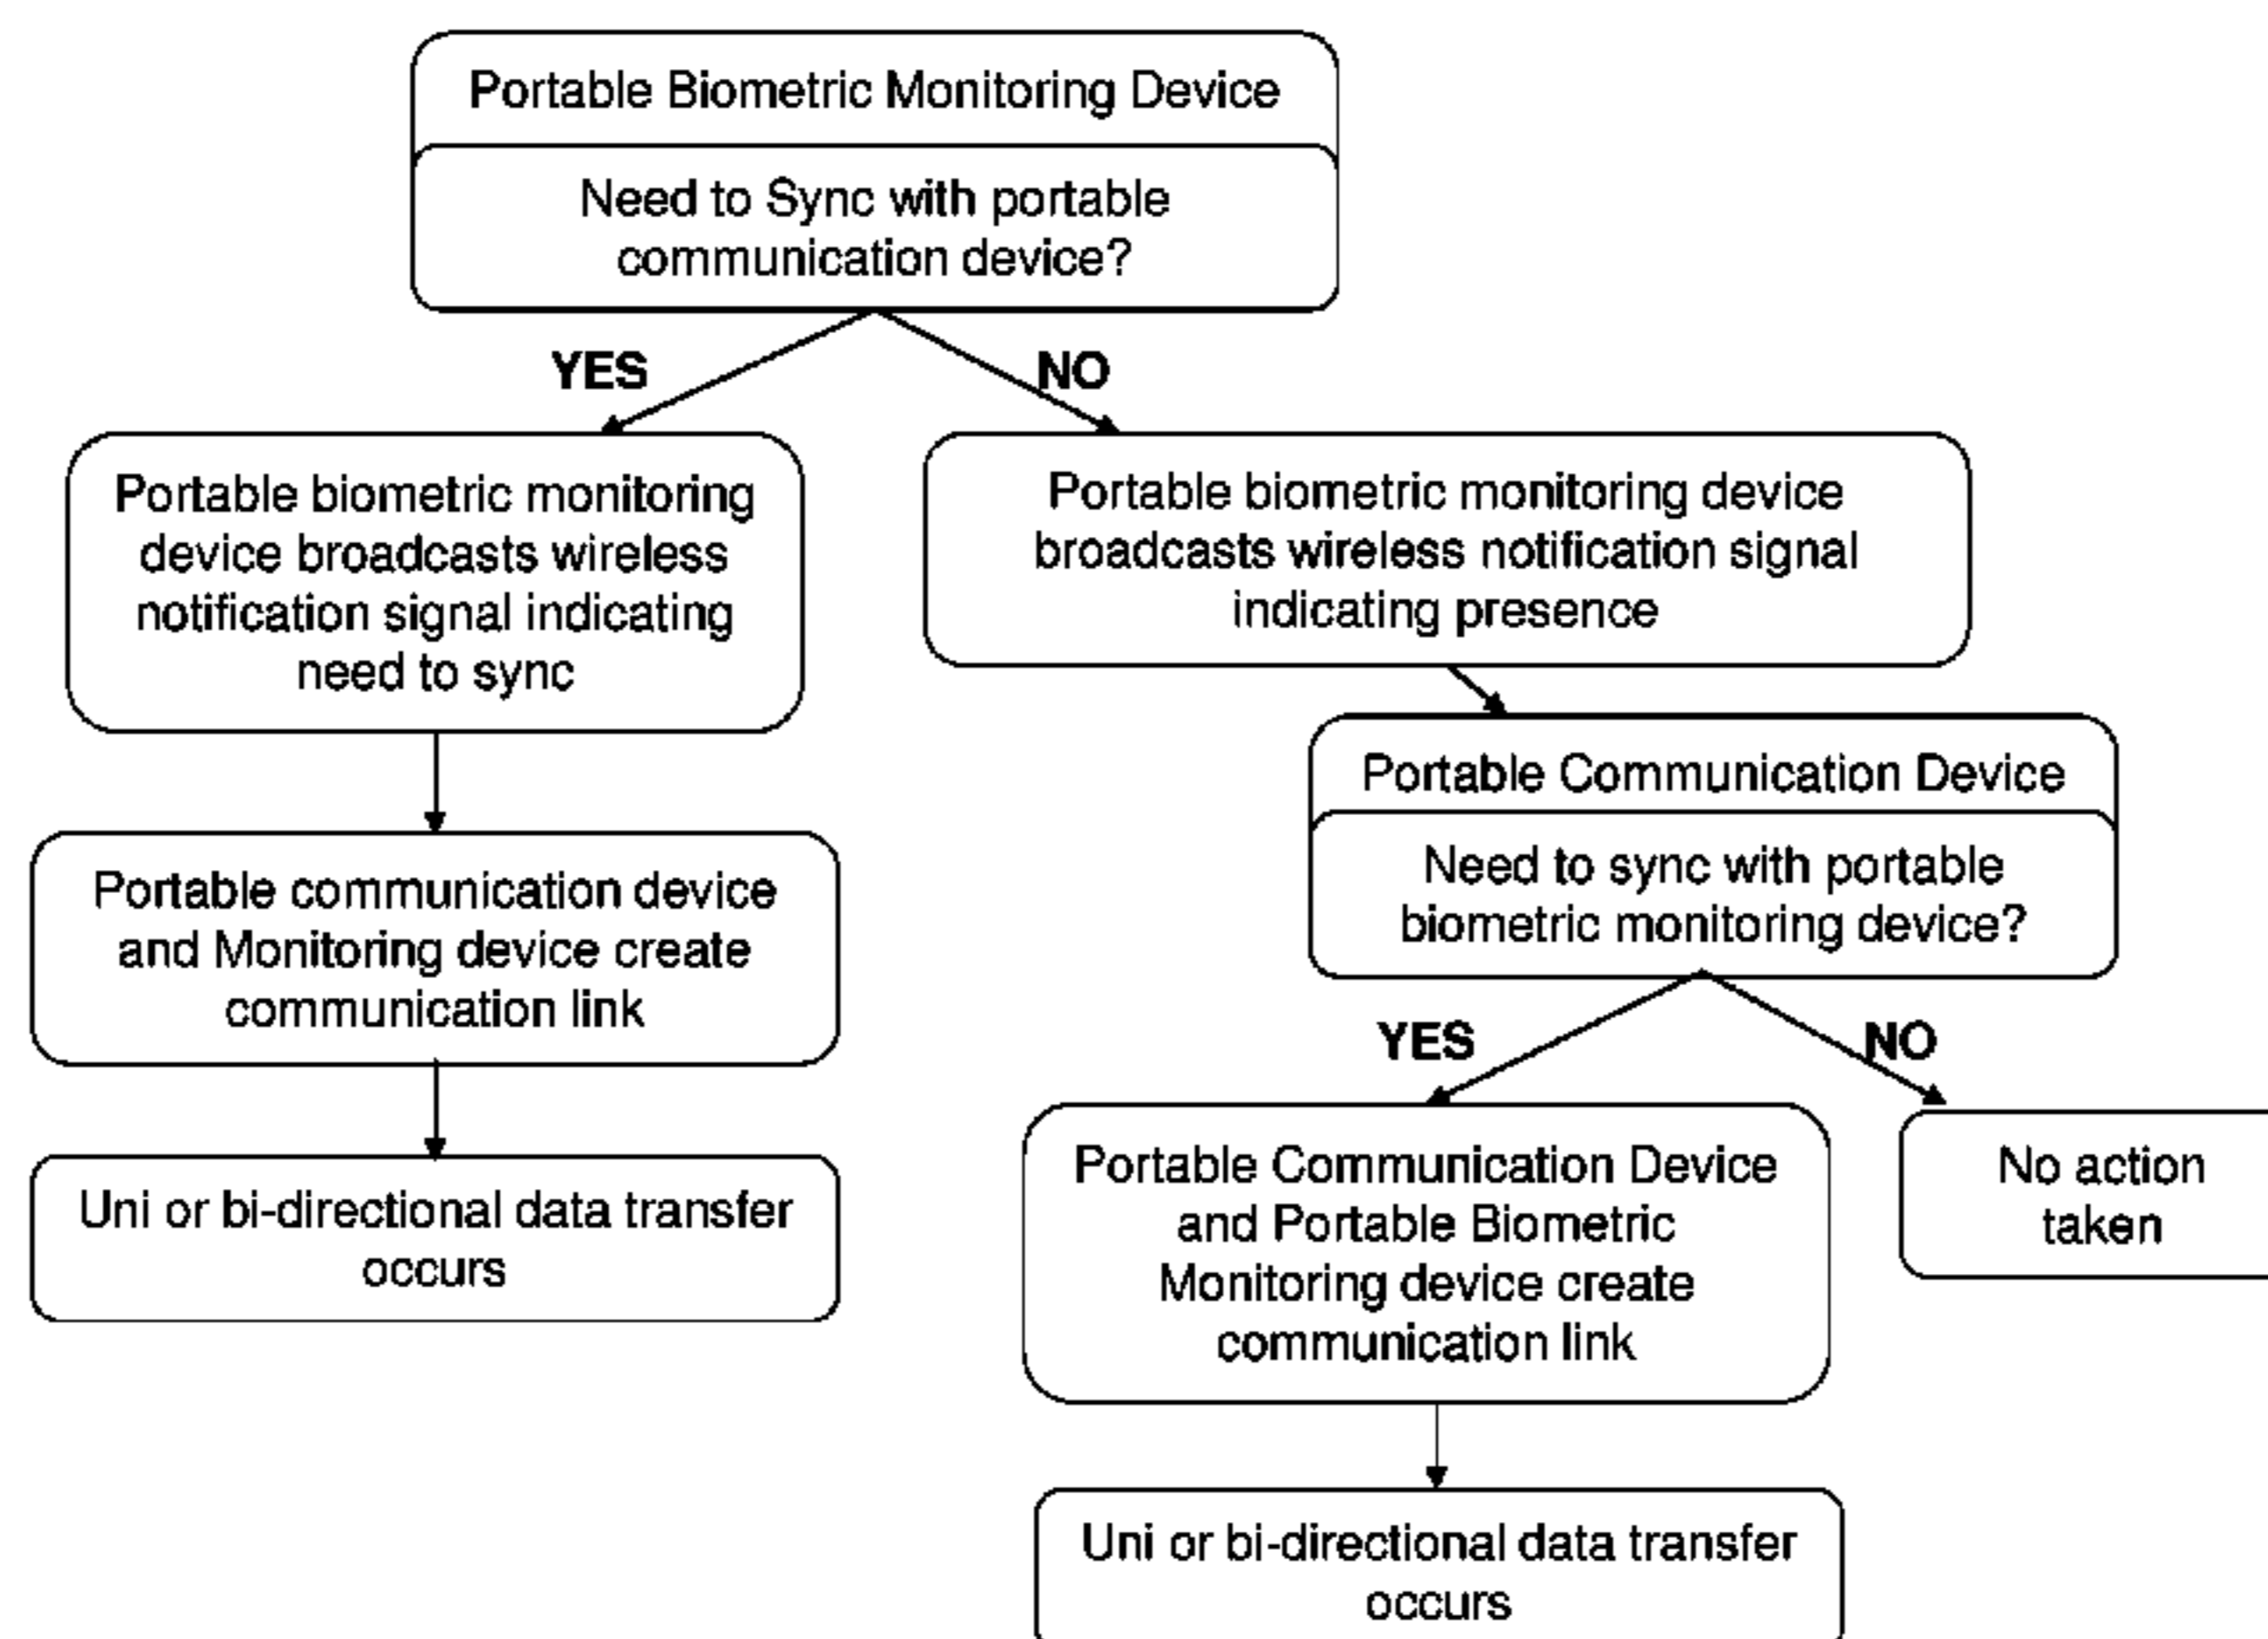 Portable Biometric Monitoring Device
Need to Sync with portable
communication device?
YES
NO
Portable biometric monitoring
device broadcasts wireless
notification signal indicating
need to sync
Portable biometric monitoring device
broadcasts wireless notification signal
indicating presence
Portable communication device
and Monitoring device create
communication link
Uni or bi-directional data transfer
occurs
Portable Communication Device
Need to sync with portable
biometric monitoring device?
YES
NO
Portable Communication Device
and Portable Biometric
Monitoring device create
communication link
No action
taken
Uni or bi-directional data transfer
occurs